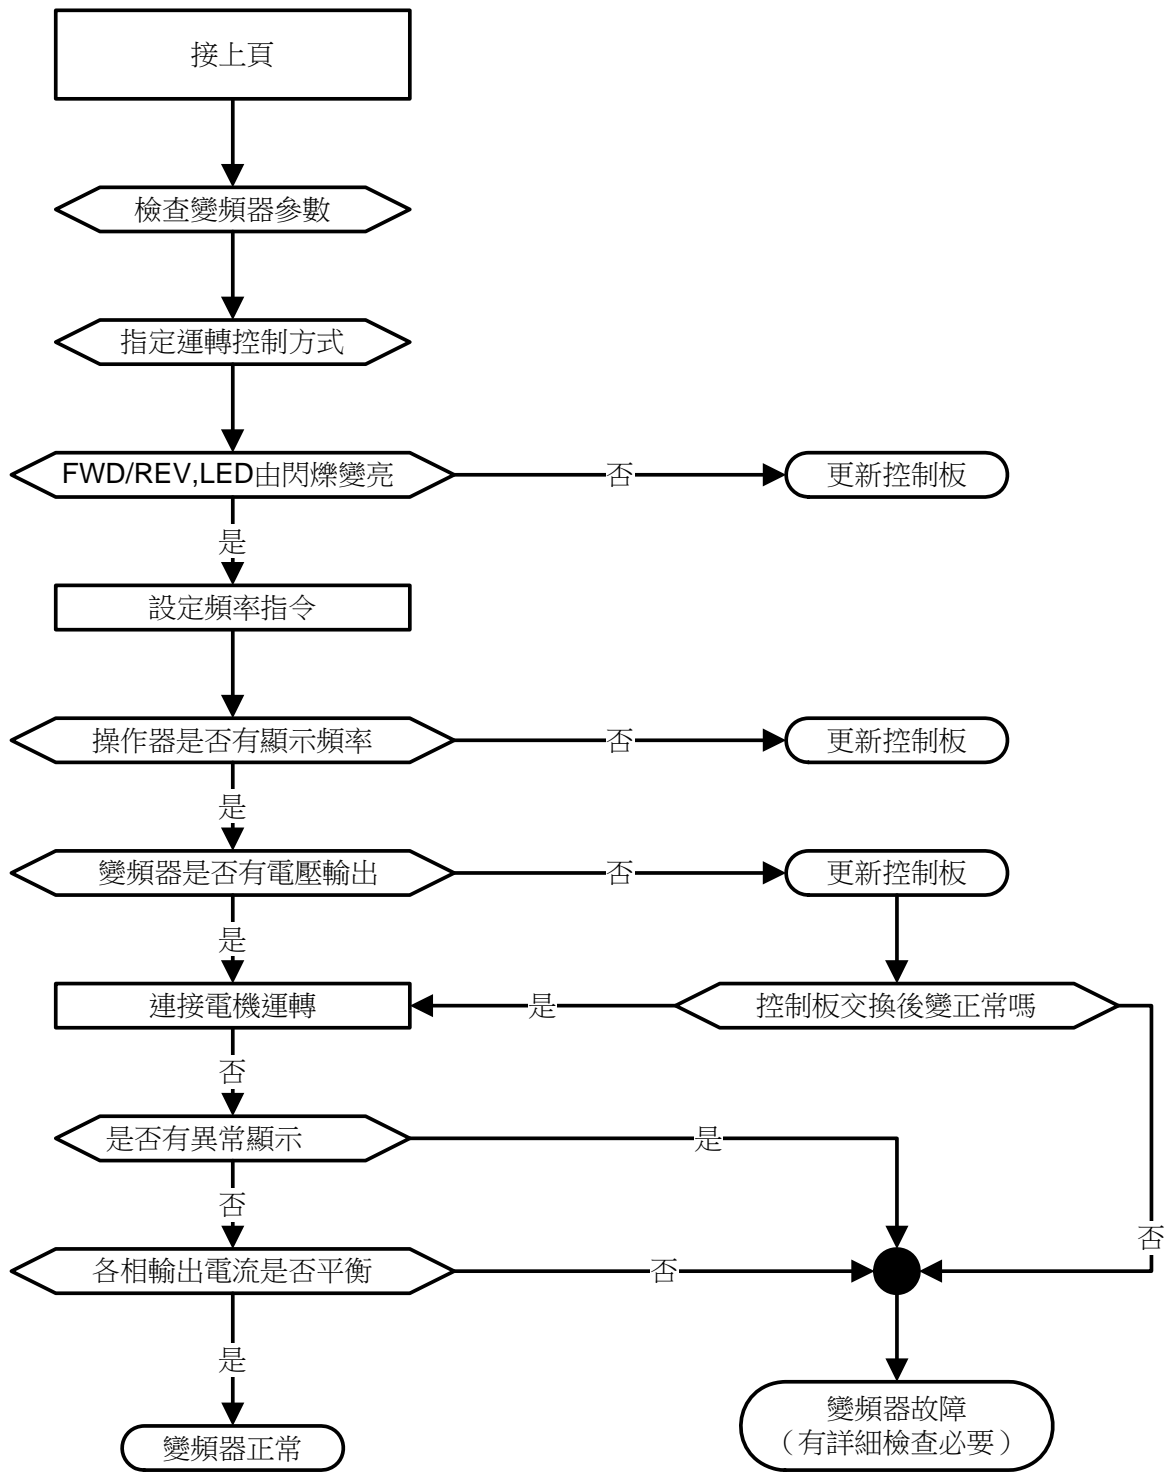 接上頁
檢查變頻器參數
指定運轉控制方式
FWD/REV,LED由閃爍變亮
否
更新控制板
是
設定頻率指令
操作器是否有顯示頻率
否
更新控制板
是
變頻器是否有電壓輸出
否
更新控制板
是
連接電機運轉
是
控制板交換後變正常嗎
否
是否有異常顯示
是
否
否
各相輸出電流是否平衡
否
是
變頻器故障
（有詳細檢查必要）
變頻器正常